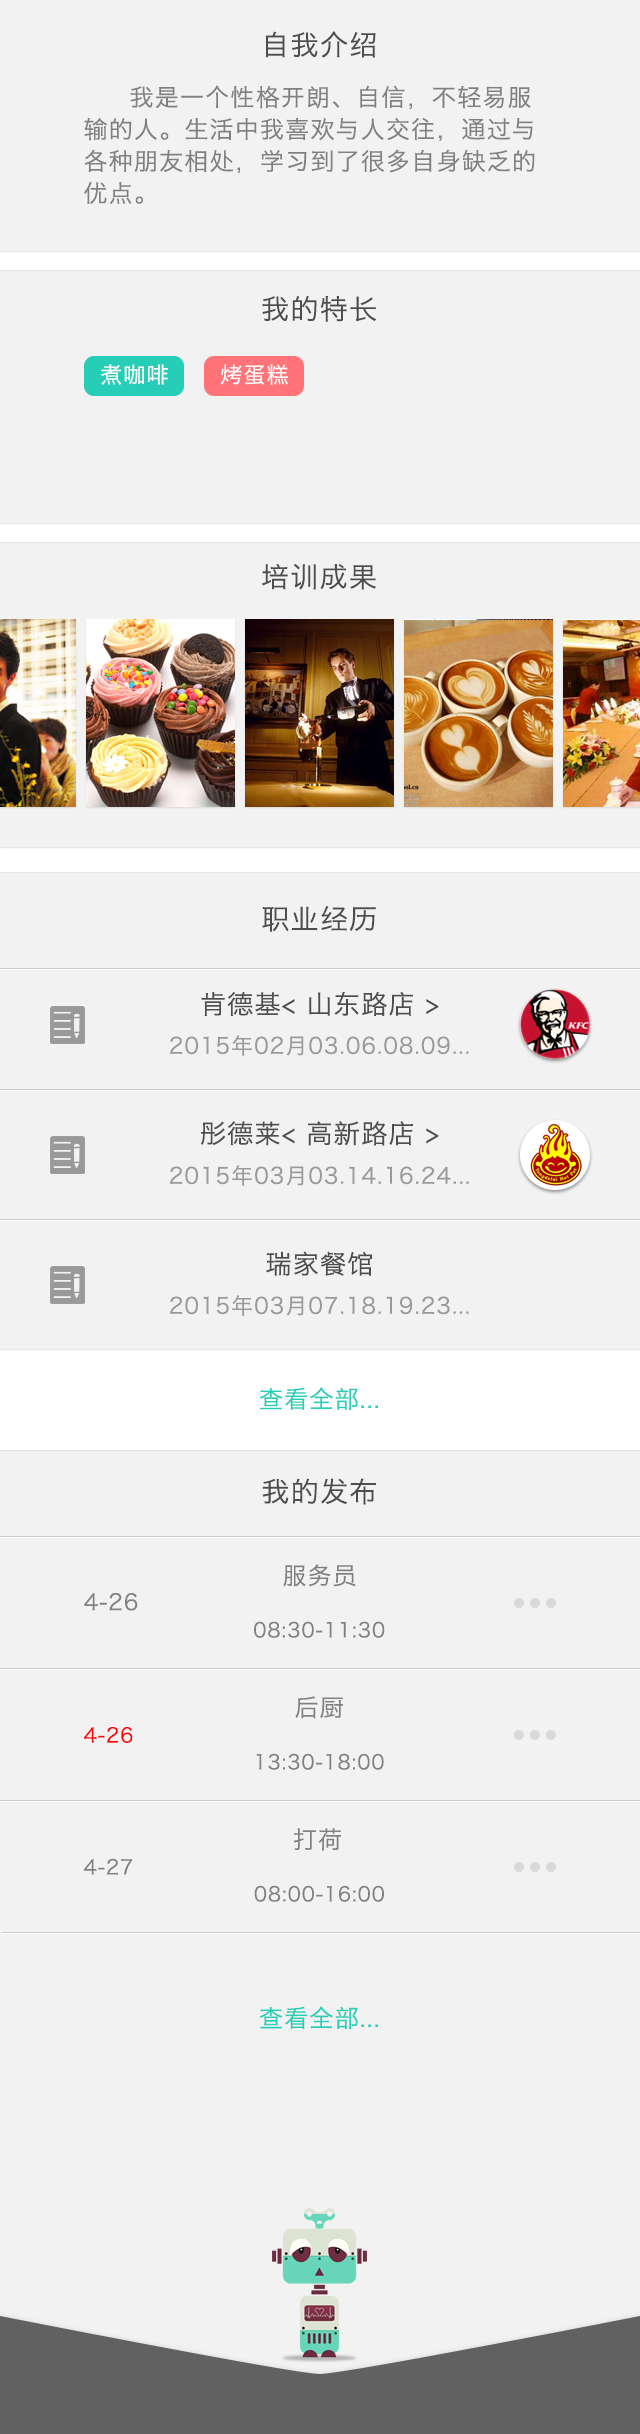 自我介绍
我是一个性格开朗、自信，不轻易服
输的人。生活中我喜欢与人交往，通过与
各种朋友相处，学习到了很多自身缺乏的
优点。
我的特长
煮咖啡 烤蛋糕
培训成果
职业经历
肯德基< 山东路店 >
2015年02月03.06.08.09...
KFC
彤德莱< 高新路店 >
2015年03月03.14.16.24...
瑞家餐馆
2015年03月07.18.19.23...
查看全部...
我的发布
服务员
4-26
08:30-11:30
后厨
4-26
13:30-18:00
打荷
4-27
08:00-16:00
查看全部...